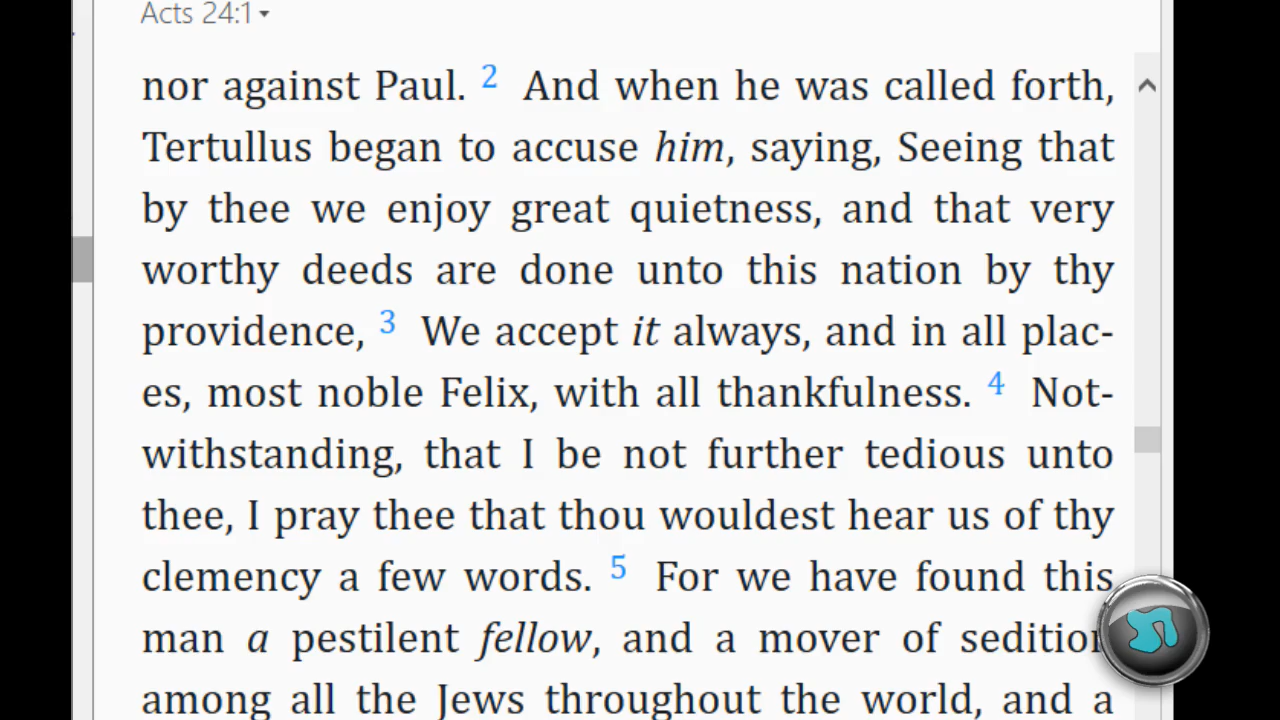 Acts 24:1
nor against Paul. 2 And when he was called forth,
Tertullus began to accuse him, saying, Seeing that
by thee we enjoy great quietness, and that very
worthy deeds are done unto this nation by thy
providence, 3 We accept it always, and in all plac-
es, most noble Felix, with all thankfulness. 4 Not-
withstanding, that I be not further tedious unto
thee, I pray thee that thou wouldest hear us of thy
clemency a few words. 5 For we have found this
man a pestilent fellow, and a mover of sedition
among all the Jews throughout the world, and a